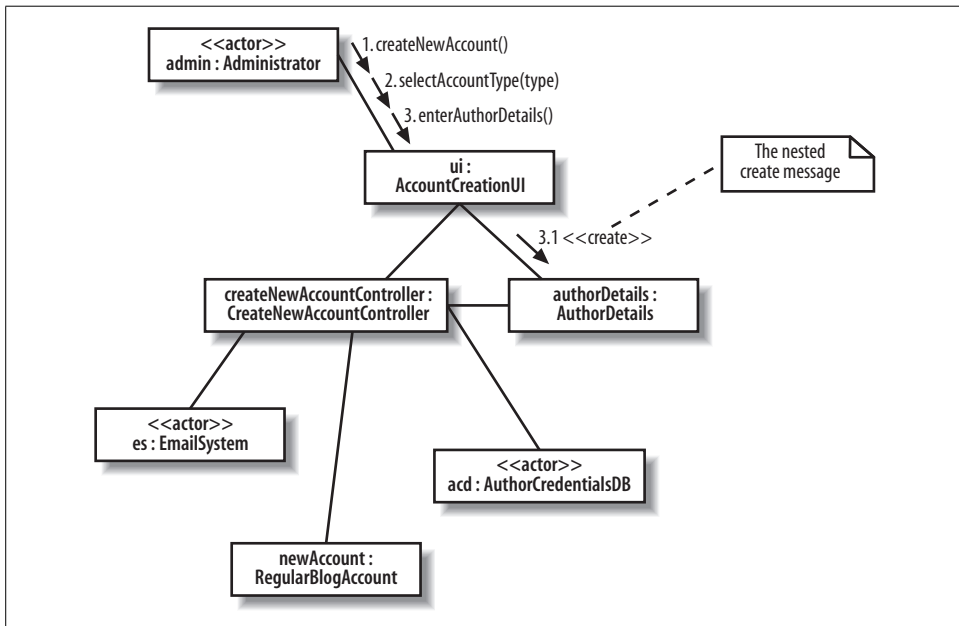 <<actor>>
admin : Administrator
1. createNewAccount()
2. selectAccountType(type)
3. enterAuthorDetails()
ui :
AccountCreationUI
The nested
create message
3.1 <<create>>
createNewAccountController :
CreateNewAccountController
authorDetails :
AuthorDetails
<<actor>>
es : EmailSystem
<<actor>>
acd : AuthorCredentialsDB
newAccount :
RegularBlogAccount